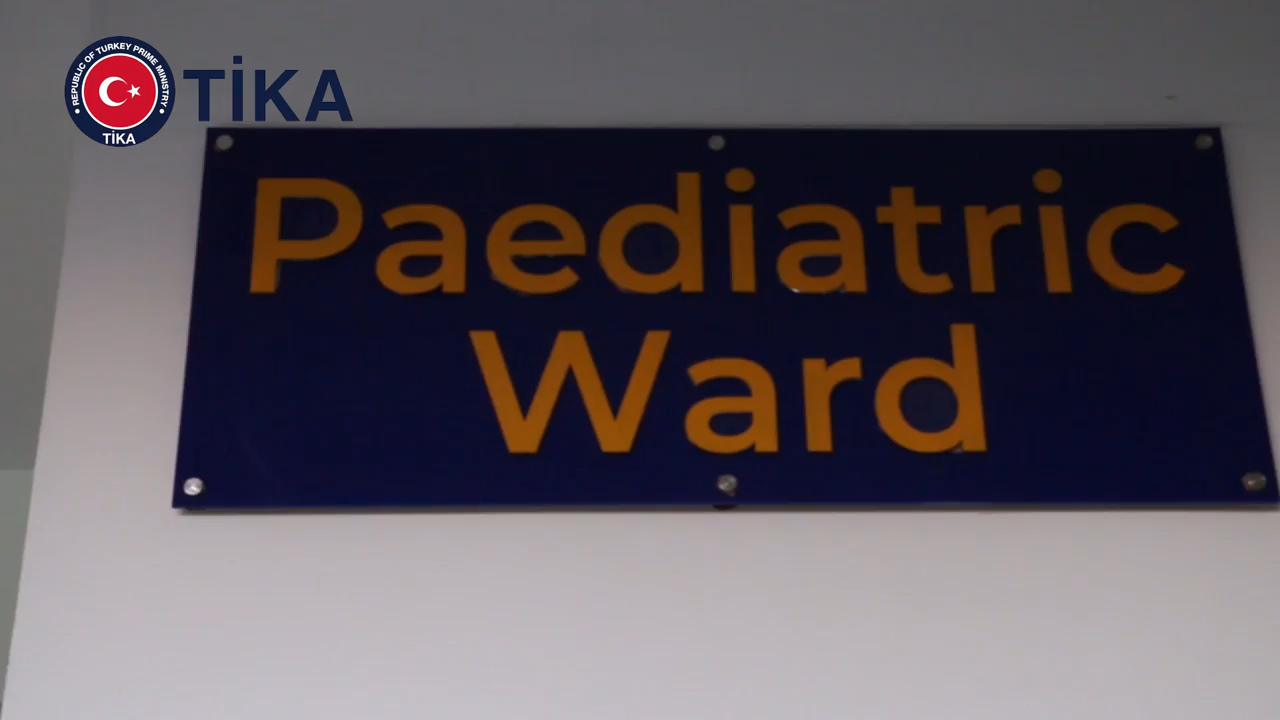 REPUBLIC OF TURKEY PRIME MINISTRY
TİKA
TİKA
Paediatric
Ward